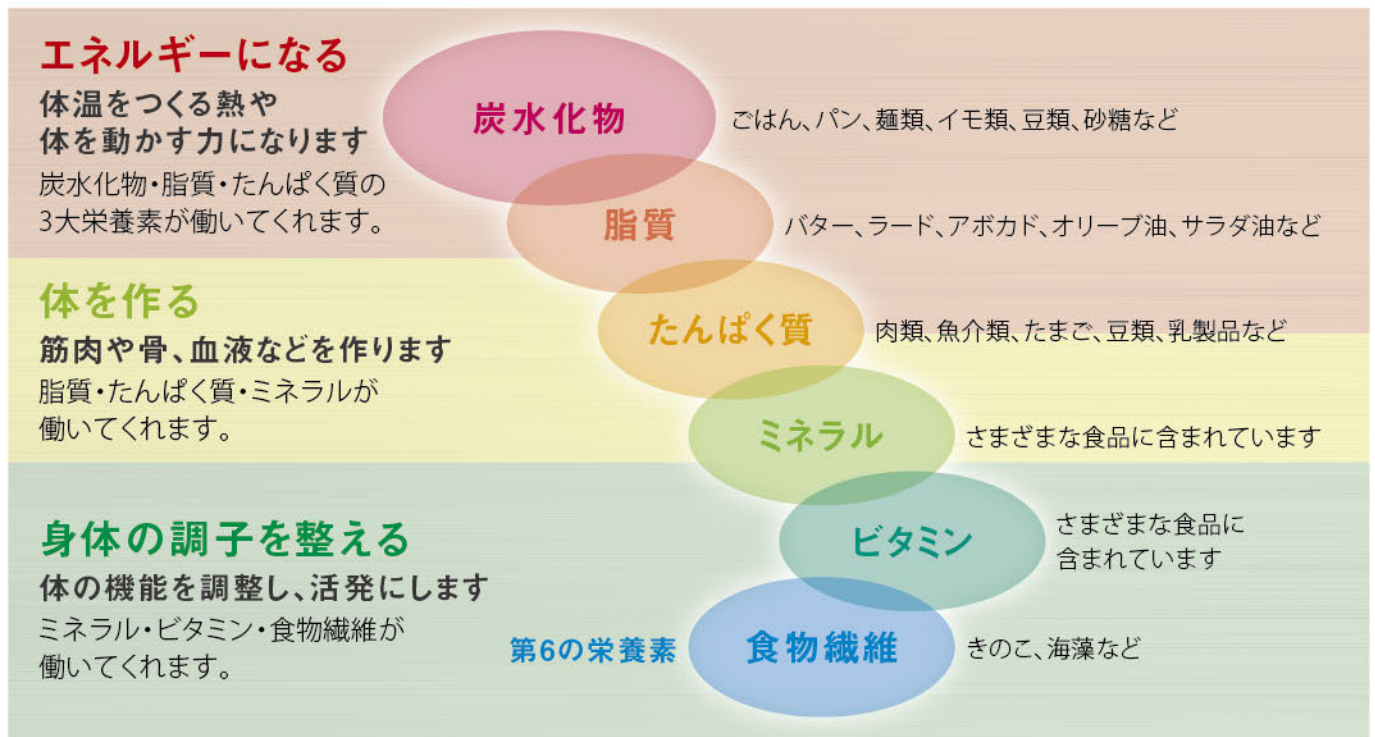 エネルギーになる
体温をつくる熱や
体を動かす力になります
炭水化物・脂質・たんぱく質の
3大栄養素が働いてくれます。
炭水化物
ごはん、パン、麺類、イモ類、豆類、砂糖など
脂質
バター、ラード、アボカド、オリーブ油、サラダ油など
体を作る
筋肉や骨、血液などを作ります
脂質・たんぱく質・ミネラルが
働いてくれます。
たんぱく質
肉類、魚介類、たまご、豆類、乳製品など
ミネラル
さまざまな食品に含まれています
身体の調子を整える
体の機能を調整し、活発にします
ミネラル・ビタミン・食物繊維が
働いてくれます。
ビタミン
さまざまな食品に
含まれています
第6の栄養素
食物繊維
きのこ、海藻など